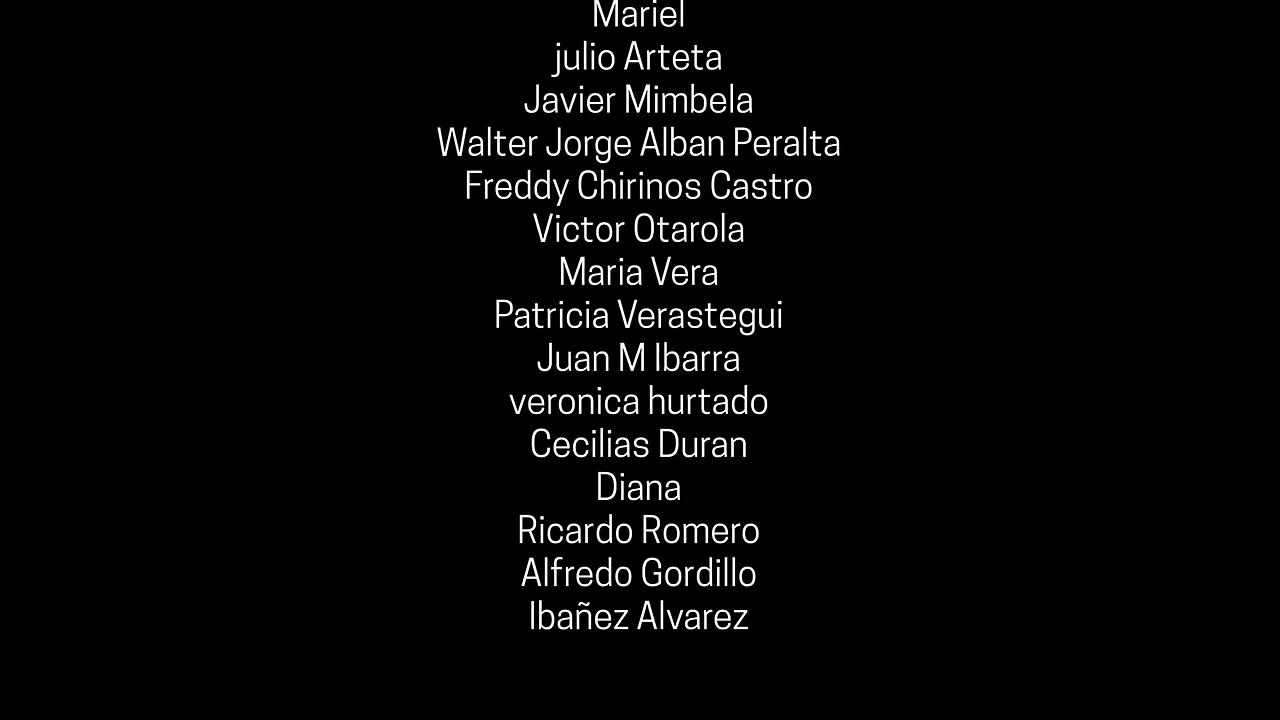 Mariel
julio Arteta
Javier Mimbela
Walter Jorge Alban Peralta
Freddy Chirinos Castro
Victor Otarola
Maria Vera
Patricia Verastegui
Juan M Ibarra
veronica hurtado
Cecilias Duran
Diana
Ricardo Romero
Alfredo Gordillo
Ibañez Alvarez